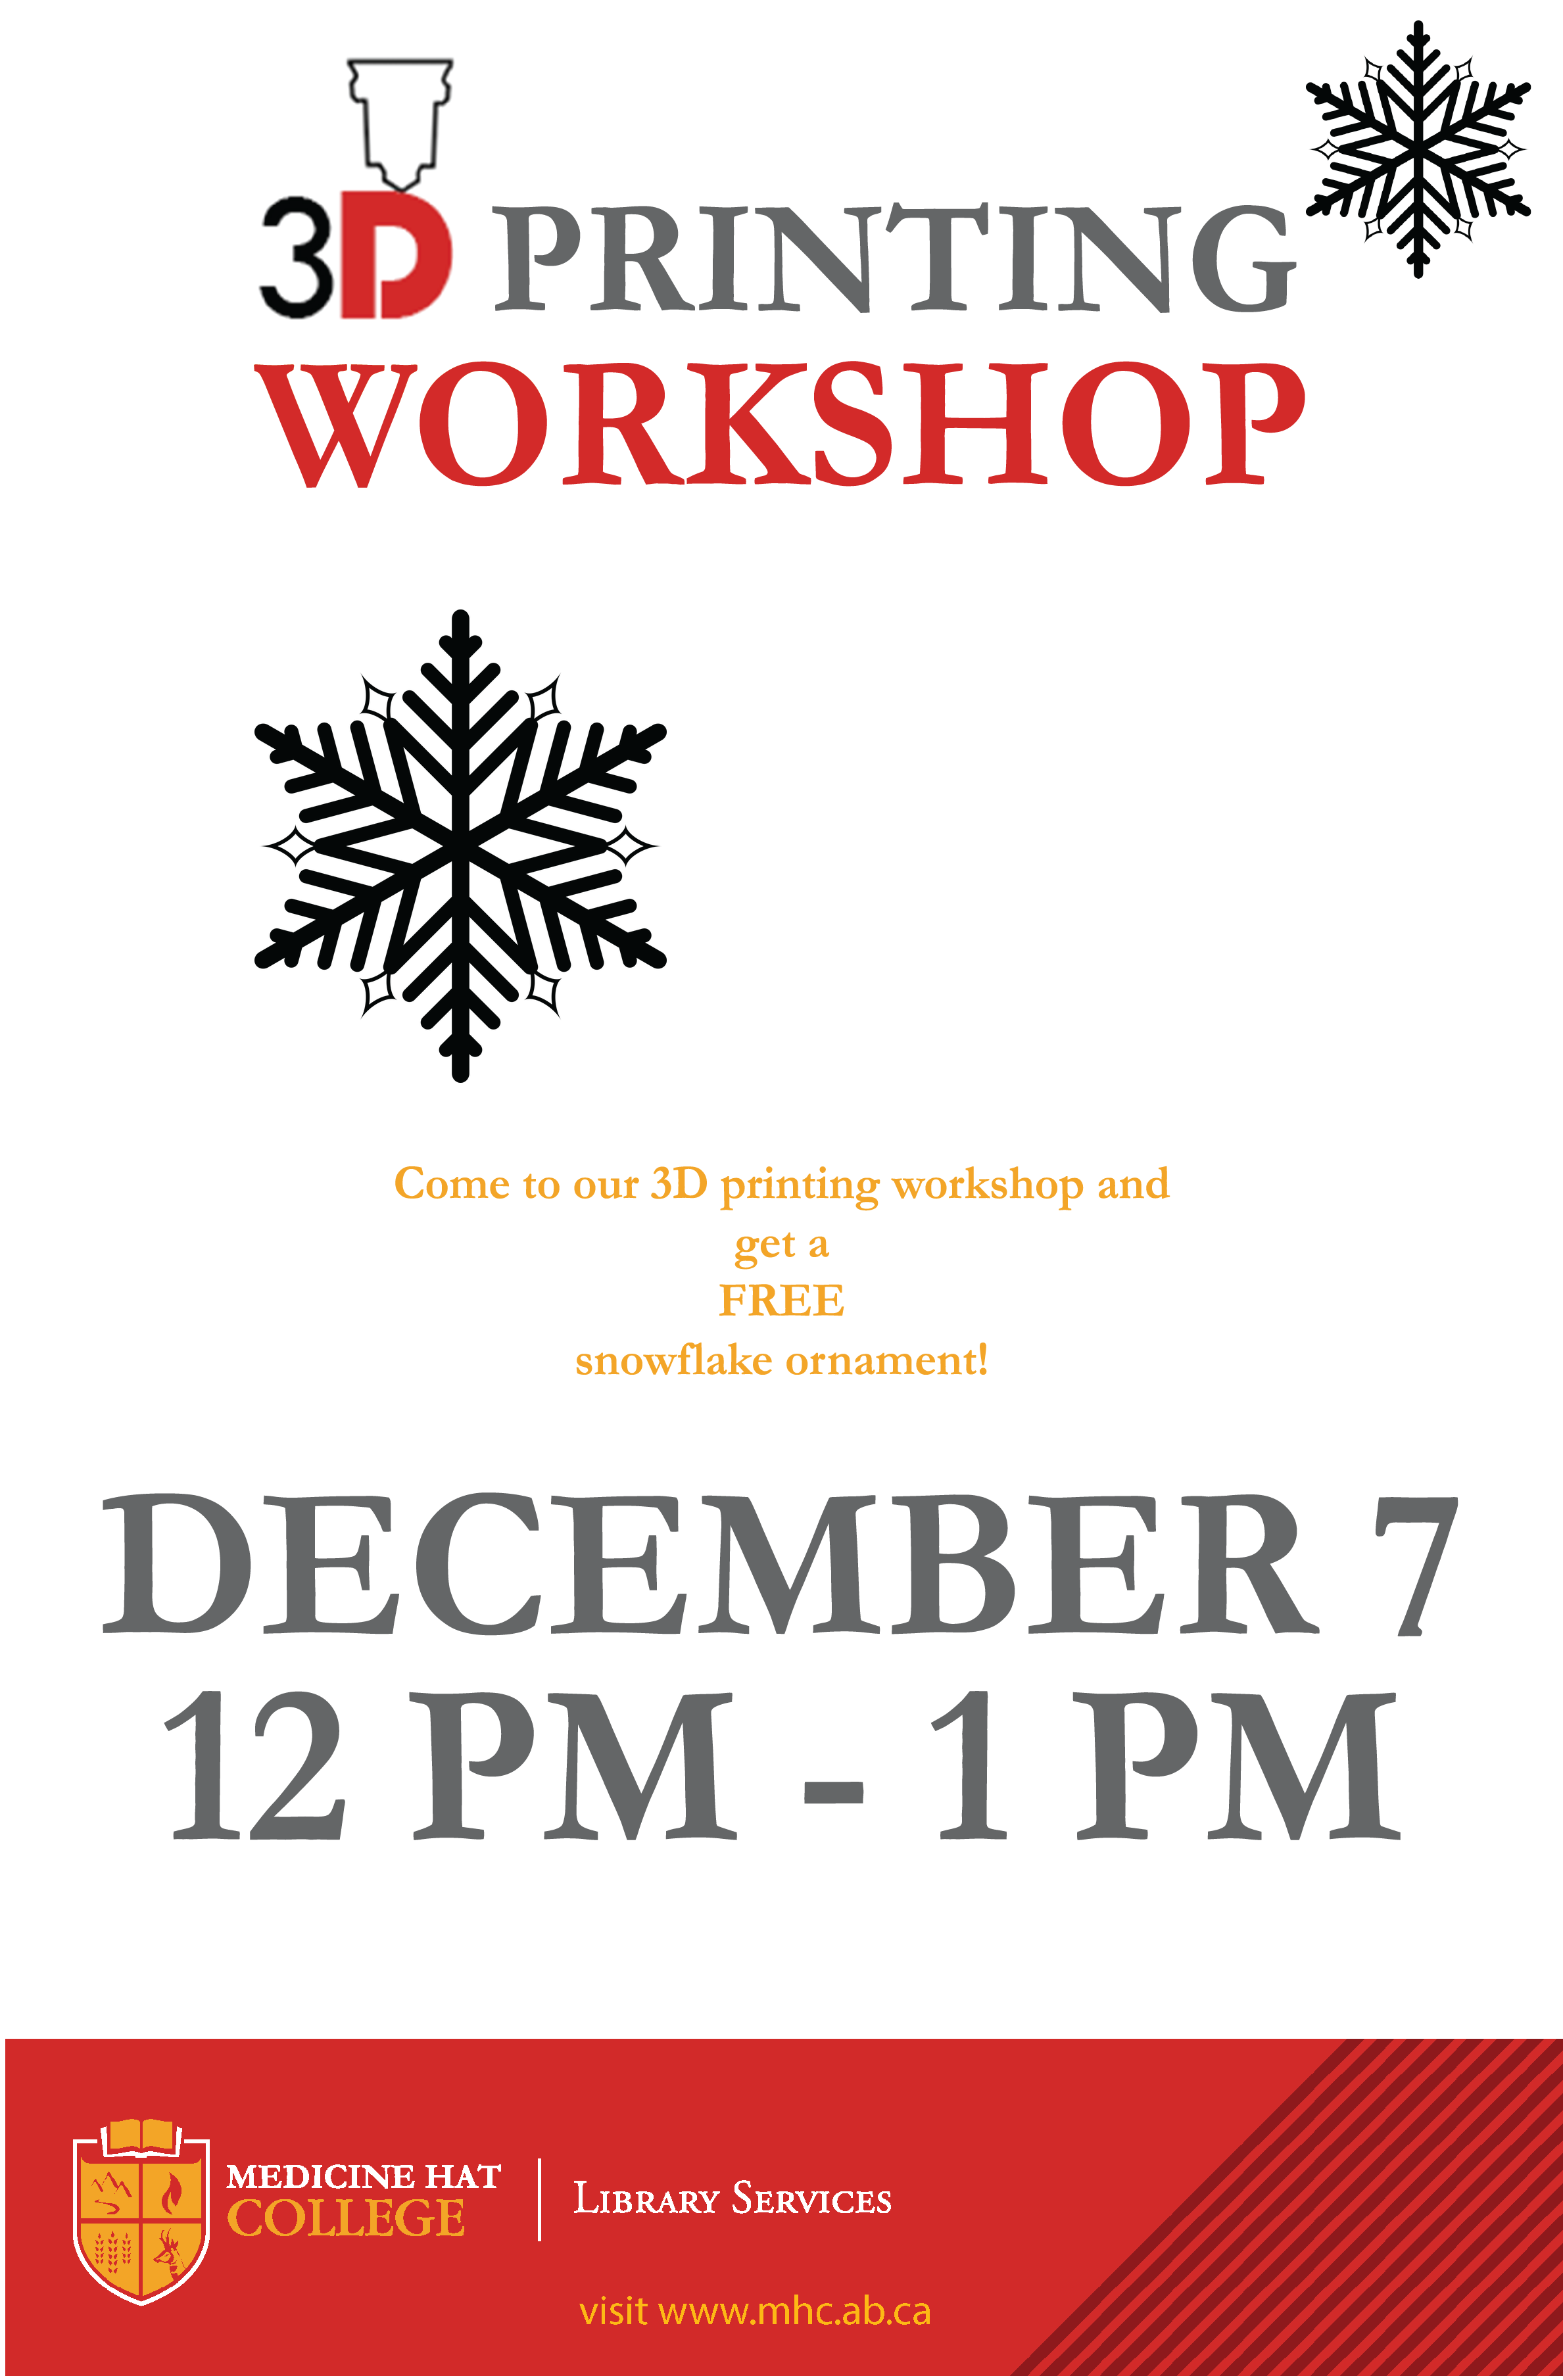 3D PRINTING
WORKSHOP
Come to our 3D printing workshop and
get a
FREE
snowflake ornament!
DECEMBER 7
12 PM - 1 PM
MEDICINE HAT
COLLEGE
LIBRARY SERVICES
visit www.mhc.ab.ca